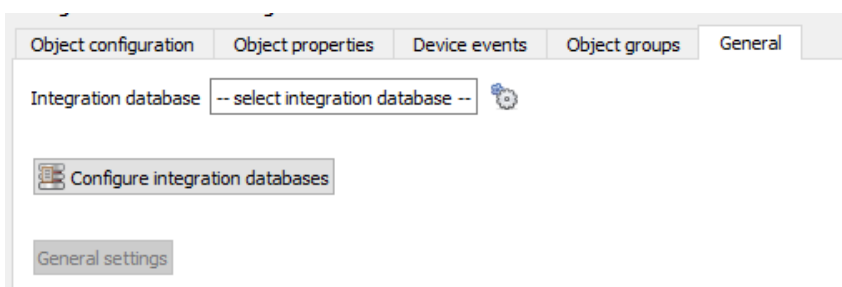 Object configuration Object properties Device events Object groups General
Integration database -- select integration database --
Configure integration databases
General settings